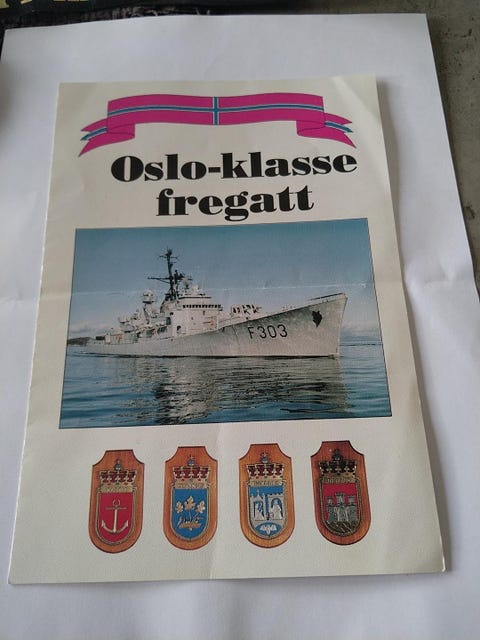 Oslo-klasse
fregatt
F303